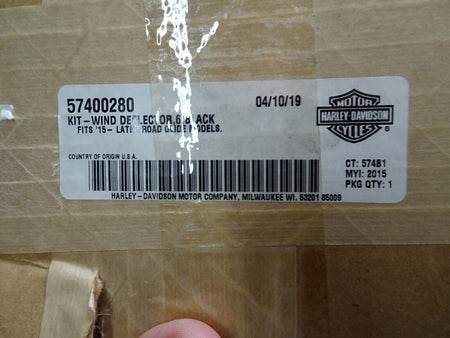 57400280
04/10/19
KIT-WIND DEFLECTOR,6,BLACK
FITS '15- LATER ROAD GLIDE MODELS.
MOTOR
HARLEY-DAVIDSON
CYCLES
®
COUNTRY OF ORIGIN U.S.A.
CT: 574B1
MYI: 2015
PKG QTY: 1
HARLEY-DAVIDSON MOTOR COMPANY, MILWAUKEE WI. 53201 85009